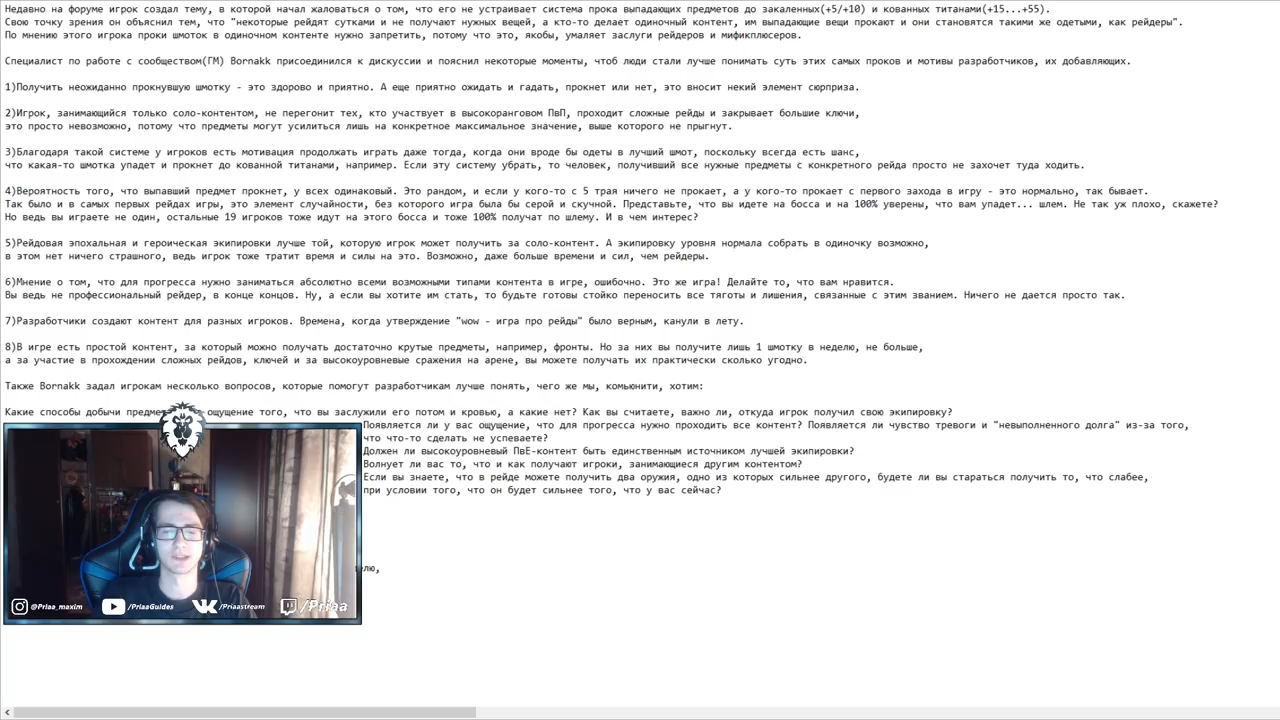 Недавно на форуме игрок создал тему, в которой начал жаловаться о том, что его не устраивает система прока выпадающих предметов до закаленных(+5/+10) и кованных титанами(+15...+55).
Свою точку зрения он объяснил тем, что "некоторые рейдят сутками и не получают нужных вещей, а кто-то делает одиночный контент, им выпадающие вещи прокают и они становятся такими же одетыми, как рейдеры".
По мнению этого игрока проки шмоток в одиночном контенте нужно запретить, потому что это, якобы, умаляет заслуги рейдеров и мификплюсеров.
Специалист по работе с сообществом(ГМ) Bornakk присоединился к дискуссии и пояснил некоторые моменты, чтоб люди стали лучше понимать суть этих самых проков и мотивы разработчиков, их добавляющих.
1)Получить неожиданно прокнувшую шмотку - это здорово и приятно. А еще приятно ожидать и гадать, прокнет или нет, это вносит некий элемент сюрприза.
2)Игрок, занимающийся только соло-контентом, не перегонит тех, кто участвует в высокоранговом ПвП, проходит сложные рейды и закрывает большие ключи,
это просто невозможно, потому что предметы могут усилиться лишь на конкретное максимальное значение, выше которого не прыгнут.
3)Благодаря такой системе у игроков есть мотивация продолжать играть даже тогда, когда они вроде бы одеты в лучший шмот, поскольку всегда есть шанс,
что какая-то шмотка упадет и прокнет до кованной титанами, например. Если эту систему убрать, то человек, получивший все нужные предметы с конкретного рейда просто не захочет туда ходить.
4)Вероятность того, что выпавший предмет прокнет, у всех одинаковый. Это рандом, и если у кого-то с 5 трая ничего не прокает, а у кого-то прокает с первого захода в игру - это нормально, так бывает.
Так было и в самых первых рейдах игры, это элемент случайности, без которого игра была бы серой и скучной. Представьте, что вы идете на босса и на 100% уверены, что вам упадет... шлем. Не так уж плохо, скажете?
Но ведь вы играете не один, остальные 19 игроков тоже идут на этого босса и тоже 100% получат по шлему. И в чем интерес?
5)Рейдовая эпохальная и героическая экипировки лучше той, которую игрок может получить за соло-контент. А экипировку уровня нормала собрать в одиночку возможно,
в этом нет ничего страшного, ведь игрок тоже тратит время и силы на это. Возможно, даже больше времени и сил, чем рейдеры.
6)Мнение о том, что для прогресса нужно заниматься абсолютно всеми возможными типами контента в игре, ошибочно. Это же игра! Делайте то, что вам нравится.
Вы ведь не профессиональный рейдер, в конце концов. Ну, а если вы хотите им стать, то будьте готовы стойко переносить все тяготы и лишения, связанные с этим званием. Ничего не дается просто так.
7)Разработчики создают контент для разных игроков. Времена, когда утверждение "wow - игра про рейды" было верным, канули в лету.
8)В игре есть простой контент, за который можно получать достаточно крутые предметы, например, фронты. Но за них вы получите лишь 1 шмотку в неделю, не больше,
а за участие в прохождении сложных рейдов, ключей и за высокоуровневые сражения на арене, вы можете получать их практически сколько угодно.
Также Bornakk задал игрокам несколько вопросов, которые помогут разработчикам лучше понять, чего же мы, комьюнити, хотим:
Какие способы добычи предмет ощущение того, что вы заслужили его потом и кровью, а какие нет? Как вы считаете, важно ли, откуда игрок получил свою экипировку?
Появляется ли у вас ощущение, что для прогресса нужно проходить все контент? Появляется ли чувство тревоги и "невыполненного долга" из-за того,
что что-то сделать не успеваете?
Должен ли высокоуровневый ПвЕ-контент быть единственным источником лучшей экипировки?
Волнует ли вас то, что и как получают игроки, занимающиеся другим контентом?
Если вы знаете, что в рейде можете получить два оружия, одно из которых сильнее другого, будете ли вы стараться получить то, что слабее,
при условии того, что он будет сильнее того, что у вас сейчас?
елю,
@Priaa_maxim /PriaaGuides /Priaastream /Priaa